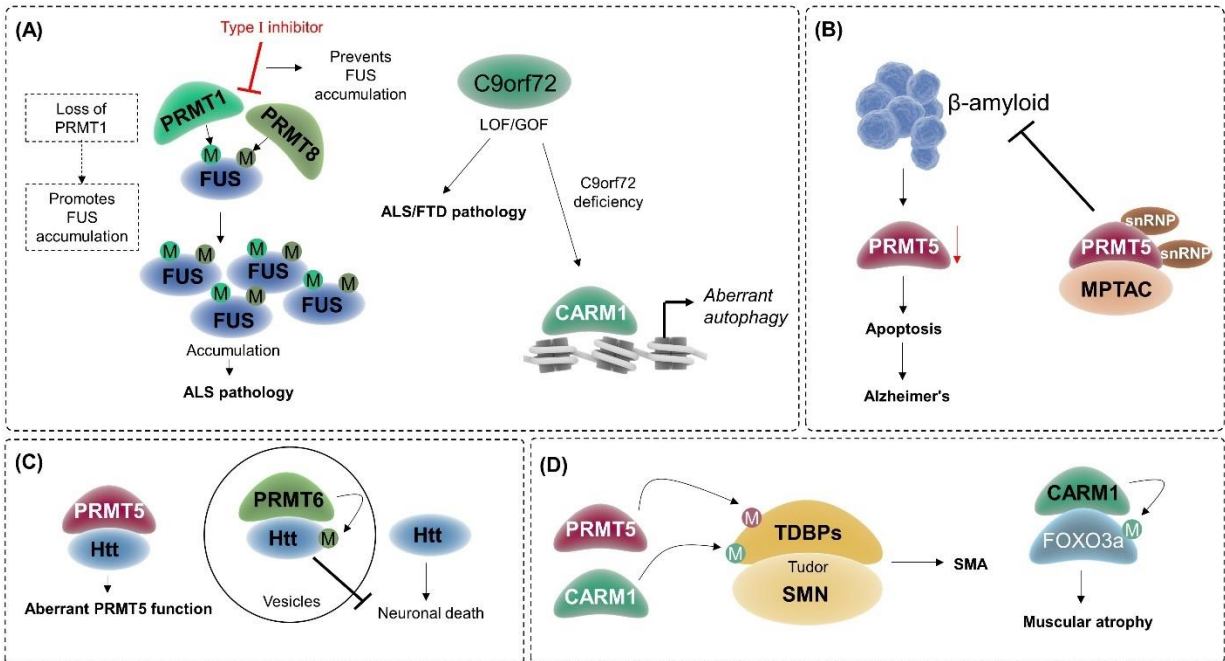 (A)
Type I inhibitor
Prevents
FUS
accumulation
Loss of
PRMT1
Promotes
FUS
accumulation
PRMT1
PRMT8
M
M
FUS
M
M
FUS
M
M
FUS
M
M
FUS
M
M
FUS
Accumulation
ALS pathology
C9orf72
LOF/GOF
C9orf72
deficiency
ALS/FTD pathology
CARM1
Aberrant
autophagy
(B)
β-amyloid
PRMT5
Apoptosis
Alzheimer's
snRNP
PRMT5
snRNP
MPTAC
(C)
PRMT5
Htt
Aberrant PRMT5 function
PRMT6
Htt
M
Vesicles
Htt
Neuronal death
(D)
PRMT5
CARM1
M
M
TDBPs
Tudor
SMN
SMA
CARM1
FOXO3a
M
Muscular atrophy